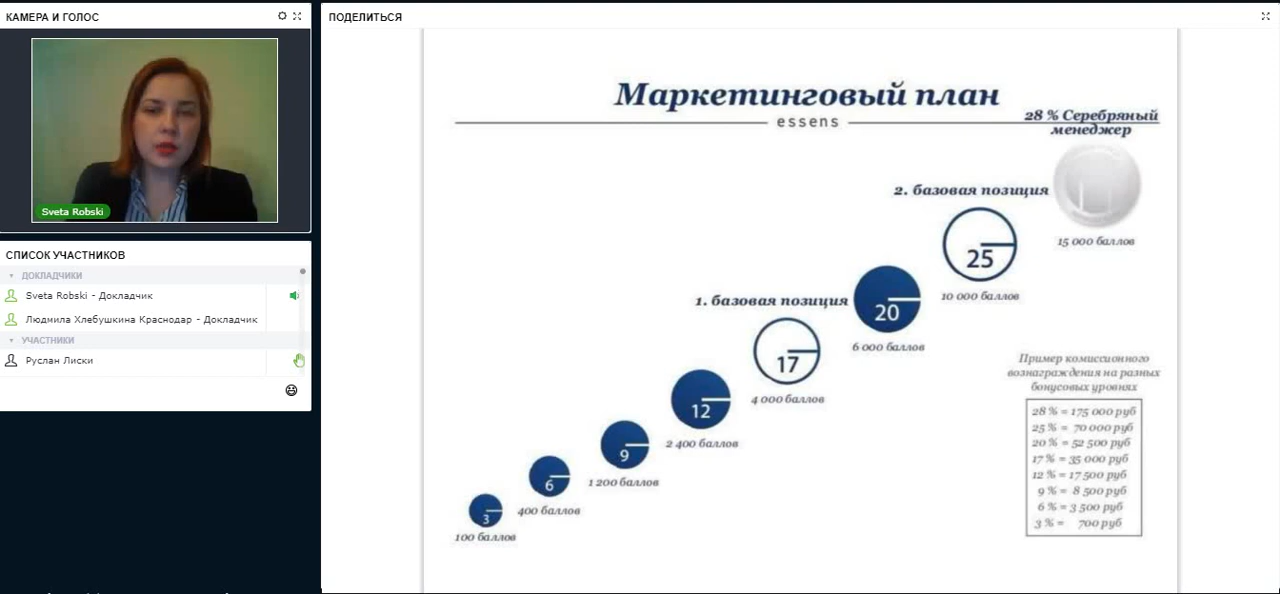 КАМЕРА И ГОЛОС
Sveta Robski
СПИСОК УЧАСТНИКОВ
ДОКЛАДЧИКИ
Sveta Robski - Докладчик
Людмила Хлебушкина Краснодар - Докладчик
УЧАСТНИКИ
Руслан Лиски
ПОДЕЛИТЬСЯ
Маркетинговый план
essens
28 % Серебряный
менеджер
15 000 баллов
2. базовая позиция
25
10 000 баллов
20
6 000 баллов
1. базовая позиция
17
4 000 баллов
12
2 400 баллов
9
1 200 баллов
6
400 баллов
3
100 баллов
Пример комиссионного
вознаграждения на разных
бонусовых уровнях
28 % = 175 000 руб
25 % = 70 000 руб
20 % = 52 500 руб
17 % = 35 000 руб
12 % = 17 500 руб
9 % = 8 500 руб
6 % = 3 500 руб
3 % = 700 руб